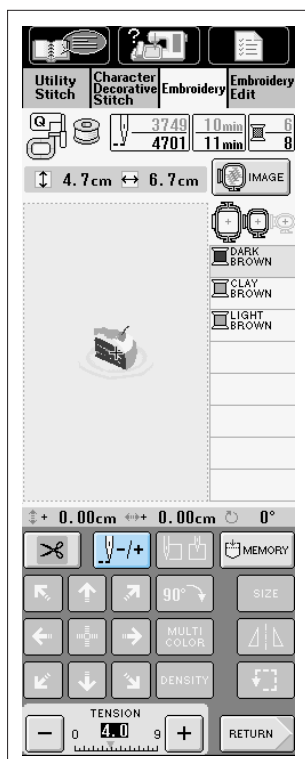 Utility Stitch
Character Decorative Stitch
Embroidery
Embroidery Edit
Q
3749
4701
10min
11min
6
8
4.7cm
6.7cm
IMAGE
DARK BROWN
CLAY BROWN
LIGHT BROWN
+ 0.00cm
+ 0.00cm
0°
-/+
MEMORY
90°
SIZE
MULTI COLOR
DENSITY
TENSION
0 4.0 9
−
+
RETURN